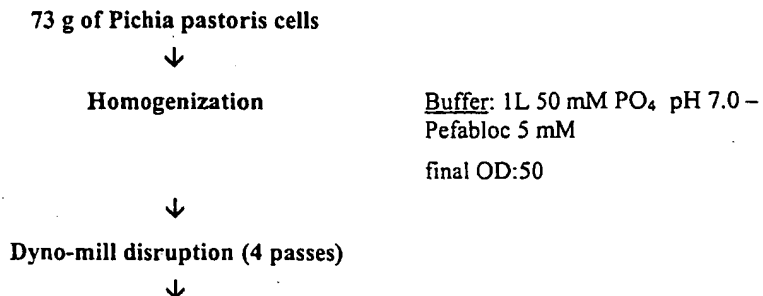 73 g of Pichia pastoris cells
↓
Homogenization
Buffer: 1L 50 mM PO₄ pH 7.0 –
Pefabloc 5 mM
final OD:50
↓
Dyno-mill disruption (4 passes)
↓